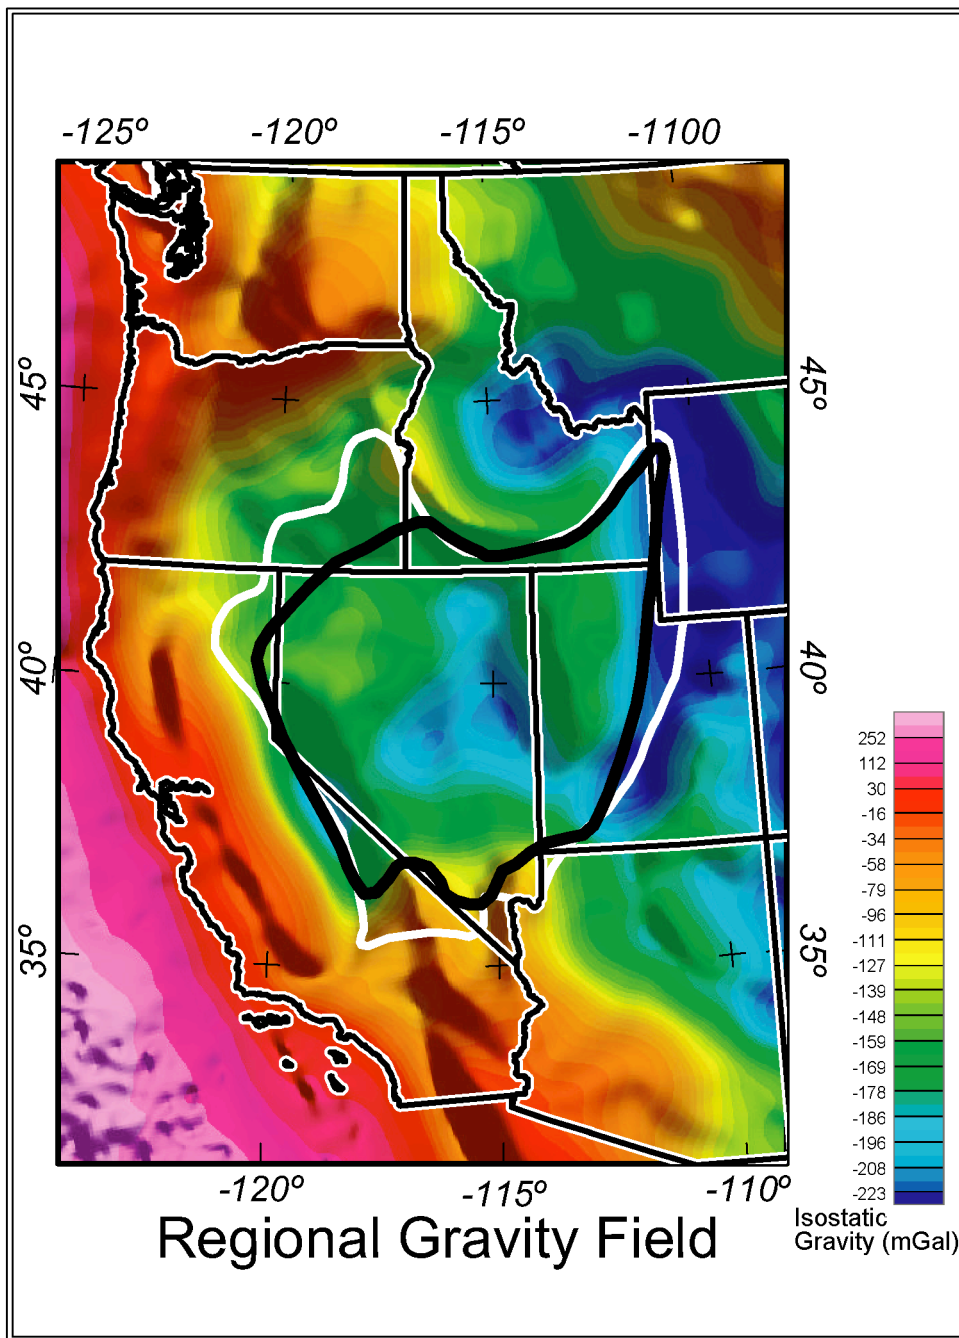 -125º -120º -115º -1100
45º 45º
40º 40º
35º 35º
252
112
30
-16
-34
-58
-79
-96
-111
-127
-139
-148
-159
-169
-178
-186
-196
-208
-223
-120º -115º -110º
Isostatic
Gravity (mGal)
Regional Gravity Field